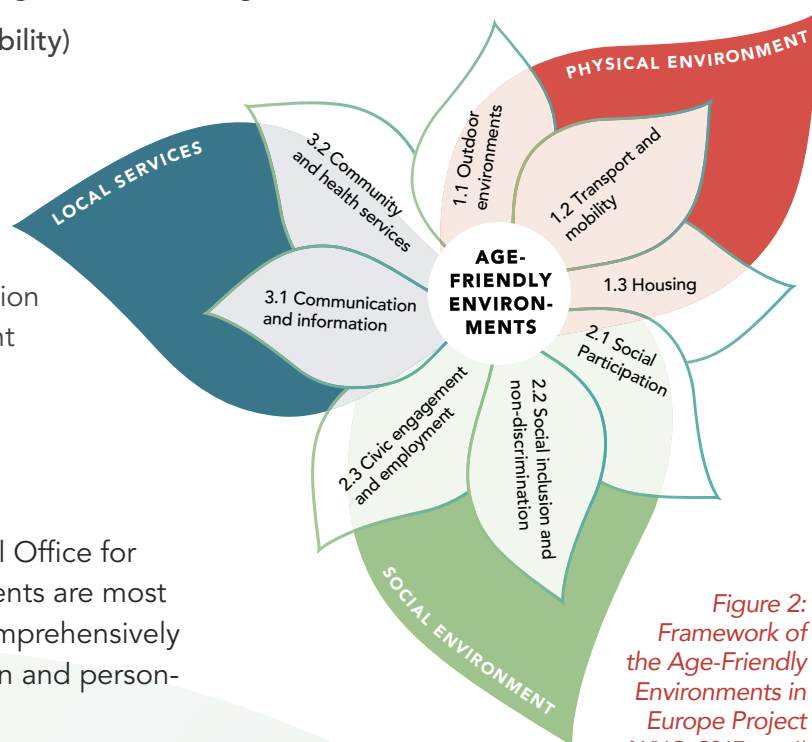 bility)
LOCAL SERVICES
PHYSICAL ENVIRONMENT
3.2 Community
and health services
1.1 Outdoor
environments
1.2 Transport and
mobility
AGE-
FRIENDLY
ENVIRON-
MENTS
1.3 Housing
3.1 Communication
and information
2.1 Social
Participation
2.2 Social inclusion and
non-discrimination
2.3 Civic engagement
and employment
SOCIAL ENVIRONMENT
ion
nt
l Office for
ents are most
mprehensively
n and person-
Figure 2:
Framework of
the Age-Friendly
Environments in
Europe Project